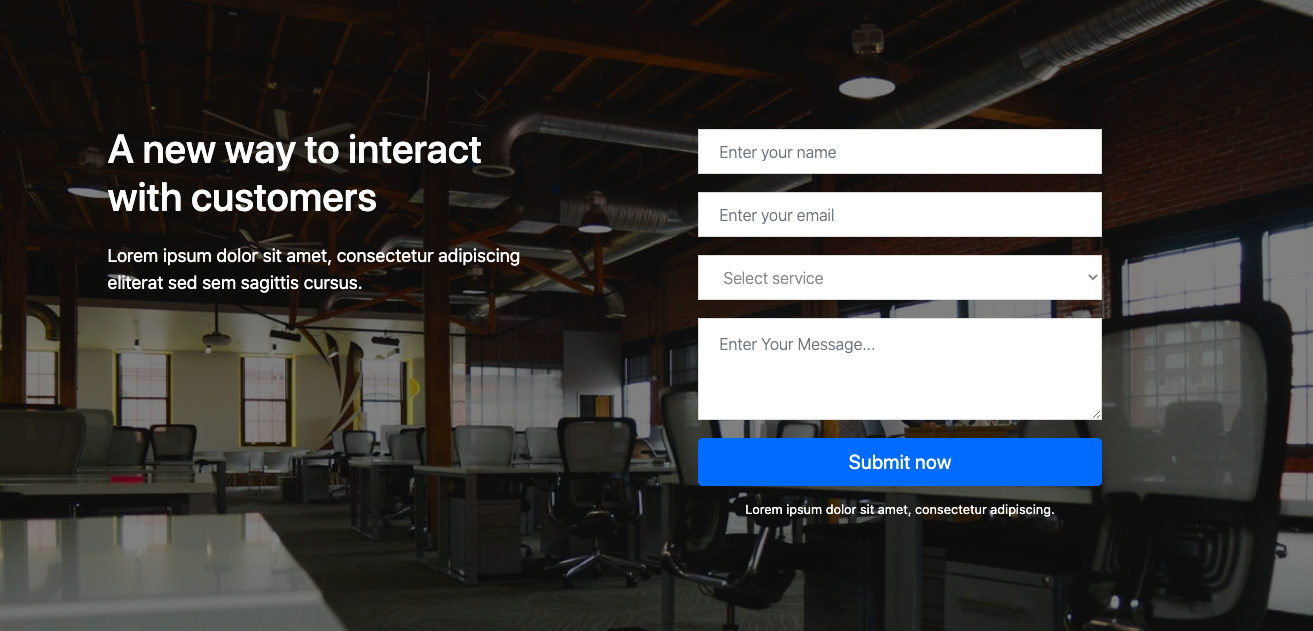 A new way to interact
with customers
Lorem ipsum dolor sit amet, consectetur adipiscing
eliterat sed sem sagittis cursus.
Enter your name
Enter your email
Select service
Enter Your Message...
Submit now
Lorem ipsum dolor sit amet, consectetur adipiscing.